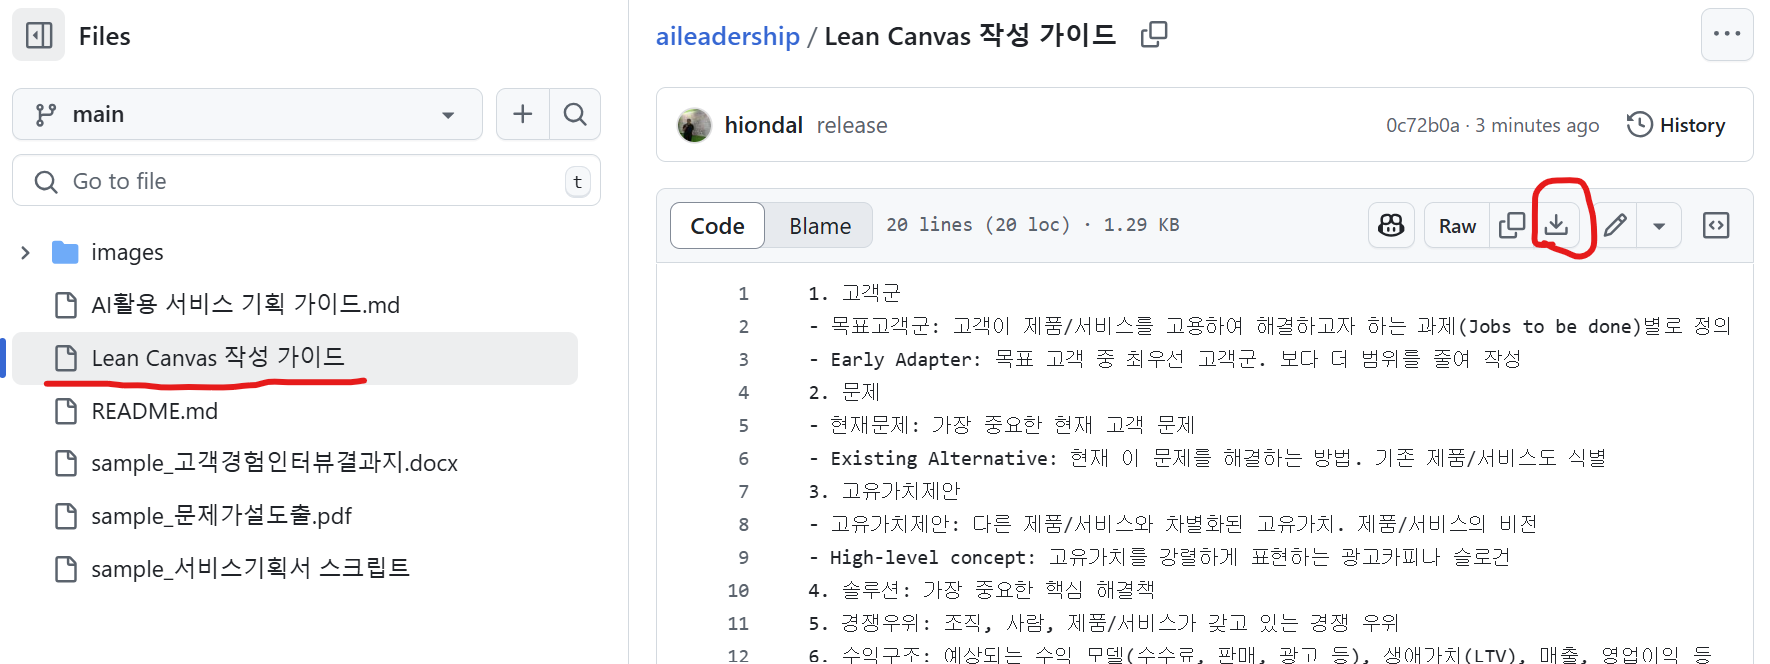 Files
main
Go to file
t
images
AI활용 서비스 기획 가이드.md
Lean Canvas 작성 가이드
README.md
sample_고객경험인터뷰결과지.docx
sample_문제가설도출.pdf
sample_서비스기획서 스크립트
aileadership / Lean Canvas 작성 가이드
hiondal release
0c72b0a · 3 minutes ago
History
Code Blame 20 lines (20 loc) · 1.29 KB
Raw
1 1. 고객군
2 - 목표고객군: 고객이 제품/서비스를 고용하여 해결하고자 하는 과제(Jobs to be done)별로 정의
3 - Early Adapter: 목표 고객 중 최우선 고객군. 보다 더 범위를 줄여 작성
4 2. 문제
5 - 현재문제: 가장 중요한 현재 고객 문제
6 - Existing Alternative: 현재 이 문제를 해결하는 방법. 기존 제품/서비스도 식별
7 3. 고유가치제안
8 - 고유가치제안: 다른 제품/서비스와 차별화된 고유가치. 제품/서비스의 비전
9 - High-level concept: 고유가치를 강렬하게 표현하는 광고카피나 슬로건
10 4. 솔루션: 가장 중요한 핵심 해결책
11 5. 경쟁우위: 조직, 사람, 제품/서비스가 갖고 있는 경쟁 우위
12 6. 수익구조: 예상되는 수익 모델(수수료, 판매, 광고 등), 생애가치(LTV), 매출, 영업이익 등